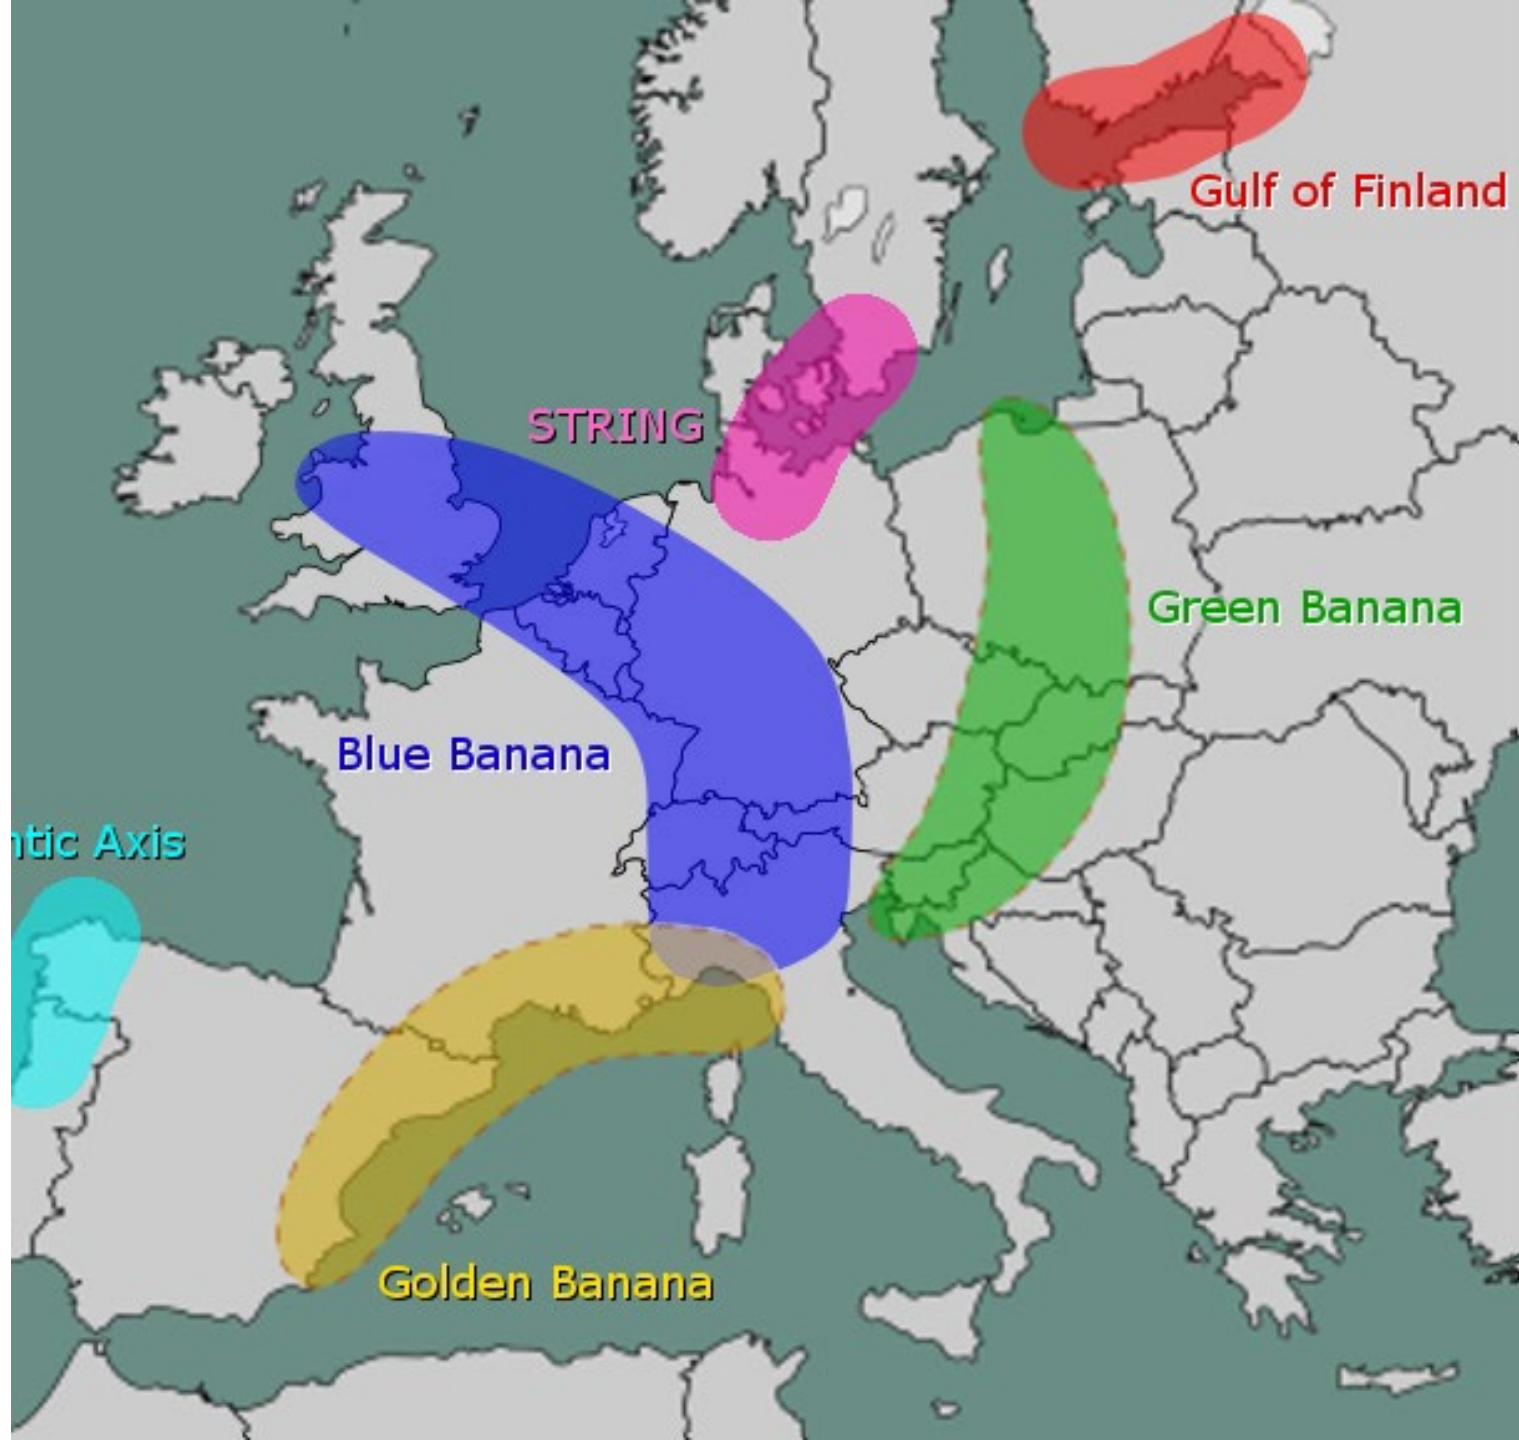 Gulf of Finland
STRING
Green Banana
Blue Banana
ntic Axis
Golden Banana